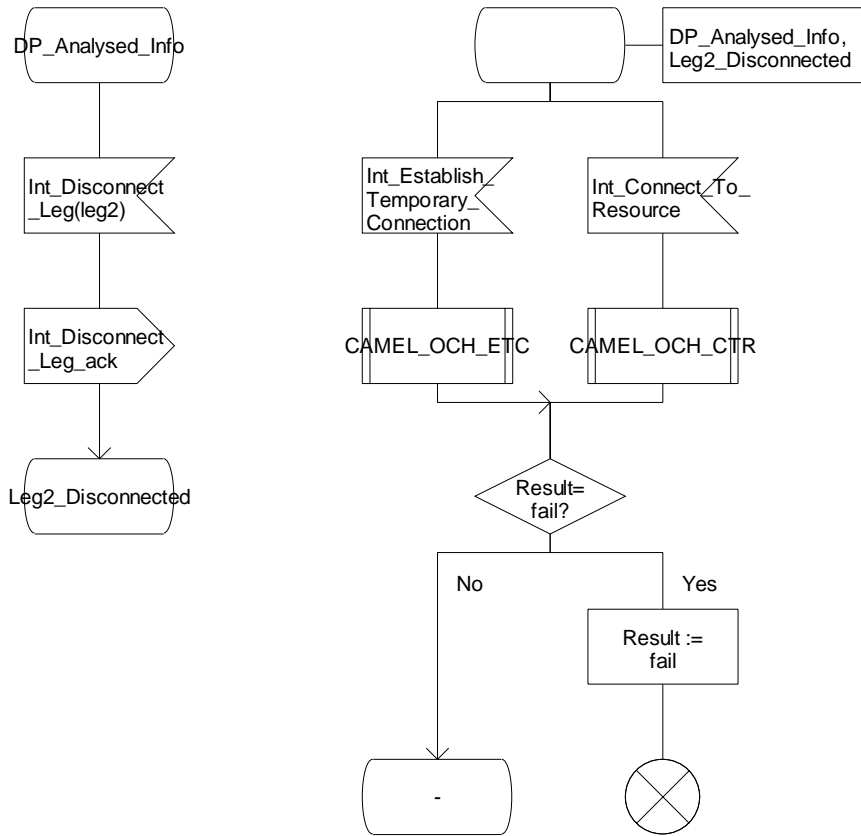 DP_Analysed_Info
Int_Disconnect
_Leg(leg2)
Int_Disconnect
_Leg_ack
Leg2_Disconnected
DP_Analysed_Info,
Leg2_Disconnected
Int_Establish_
Temporary_
Connection
Int_Connect_To_
Resource
CAMEL_OCH_ETC
CAMEL_OCH_CTR
Result=
fail?
No
Yes
Result :=
fail
-